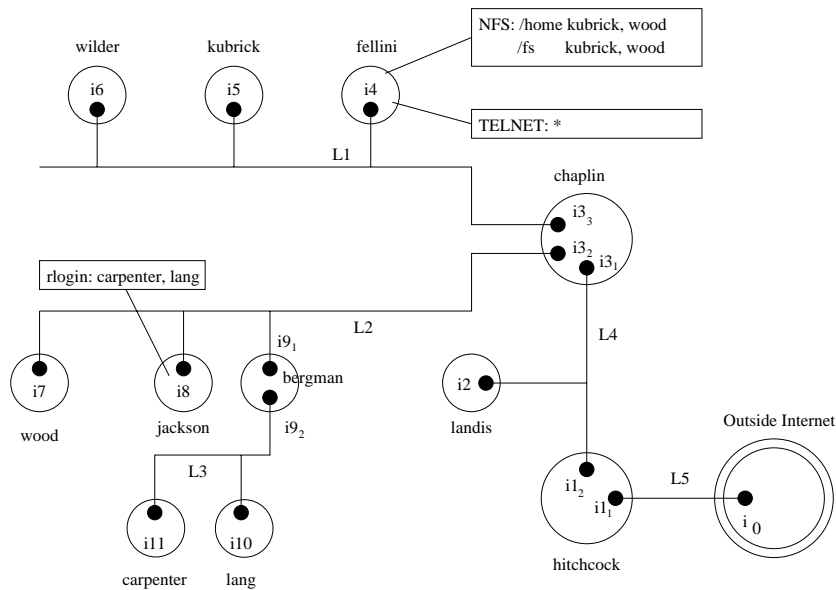 NFS: /home kubrick, wood
/fs kubrick, wood
wilder
kubrick
fellini
i6
i5
i4
TELNET: *
L1
chaplin
i3₃
i3₂
i3₁
rlogin: carpenter, lang
L2
L4
i9₁
bergman
i7
i8
i2
i9₂
wood
jackson
landis
Outside Internet
L3
L5
i1₂
i1₁
i₀
i11
i10
carpenter
lang
hitchcock